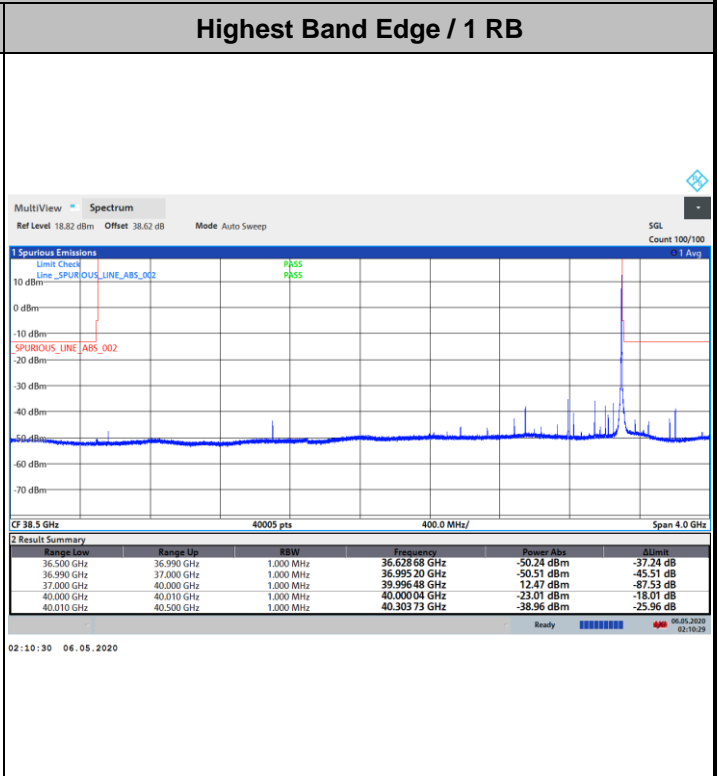 Highest Band Edge / 1 RB
MultiView Spectrum
Ref Level 18.82 dBm Offset 38.62 dB Mode Auto Sweep SGL
Count 100/100
1 Spurious Emissions 1 Avg
Limit Check PASS
Line _SPURIOUS_LINE_ABS_002 PASS
10 dBm
0 dBm
-10 dBm
_SPURIOUS_LINE_ABS_002
-20 dBm
-30 dBm
-40 dBm
-50 dBm
-60 dBm
-70 dBm
CF 38.5 GHz 40005 pts 400.0 MHz/ Span 4.0 GHz
2 Result Summary
Range Low Range Up RBW Frequency Power Abs ΔLimit
36.500 GHz 36.990 GHz 1.000 MHz 36.628 68 GHz -50.24 dBm -37.24 dB
36.990 GHz 37.000 GHz 1.000 MHz 36.995 20 GHz -50.51 dBm -45.51 dB
37.000 GHz 40.000 GHz 1.000 MHz 39.996 48 GHz 12.47 dBm -87.53 dB
40.000 GHz 40.010 GHz 1.000 MHz 40.000 04 GHz -23.01 dBm -18.01 dB
40.010 GHz 40.500 GHz 1.000 MHz 40.303 73 GHz -38.96 dBm -25.96 dB
Ready 06.05.2020
02:10:29
02:10:30 06.05.2020